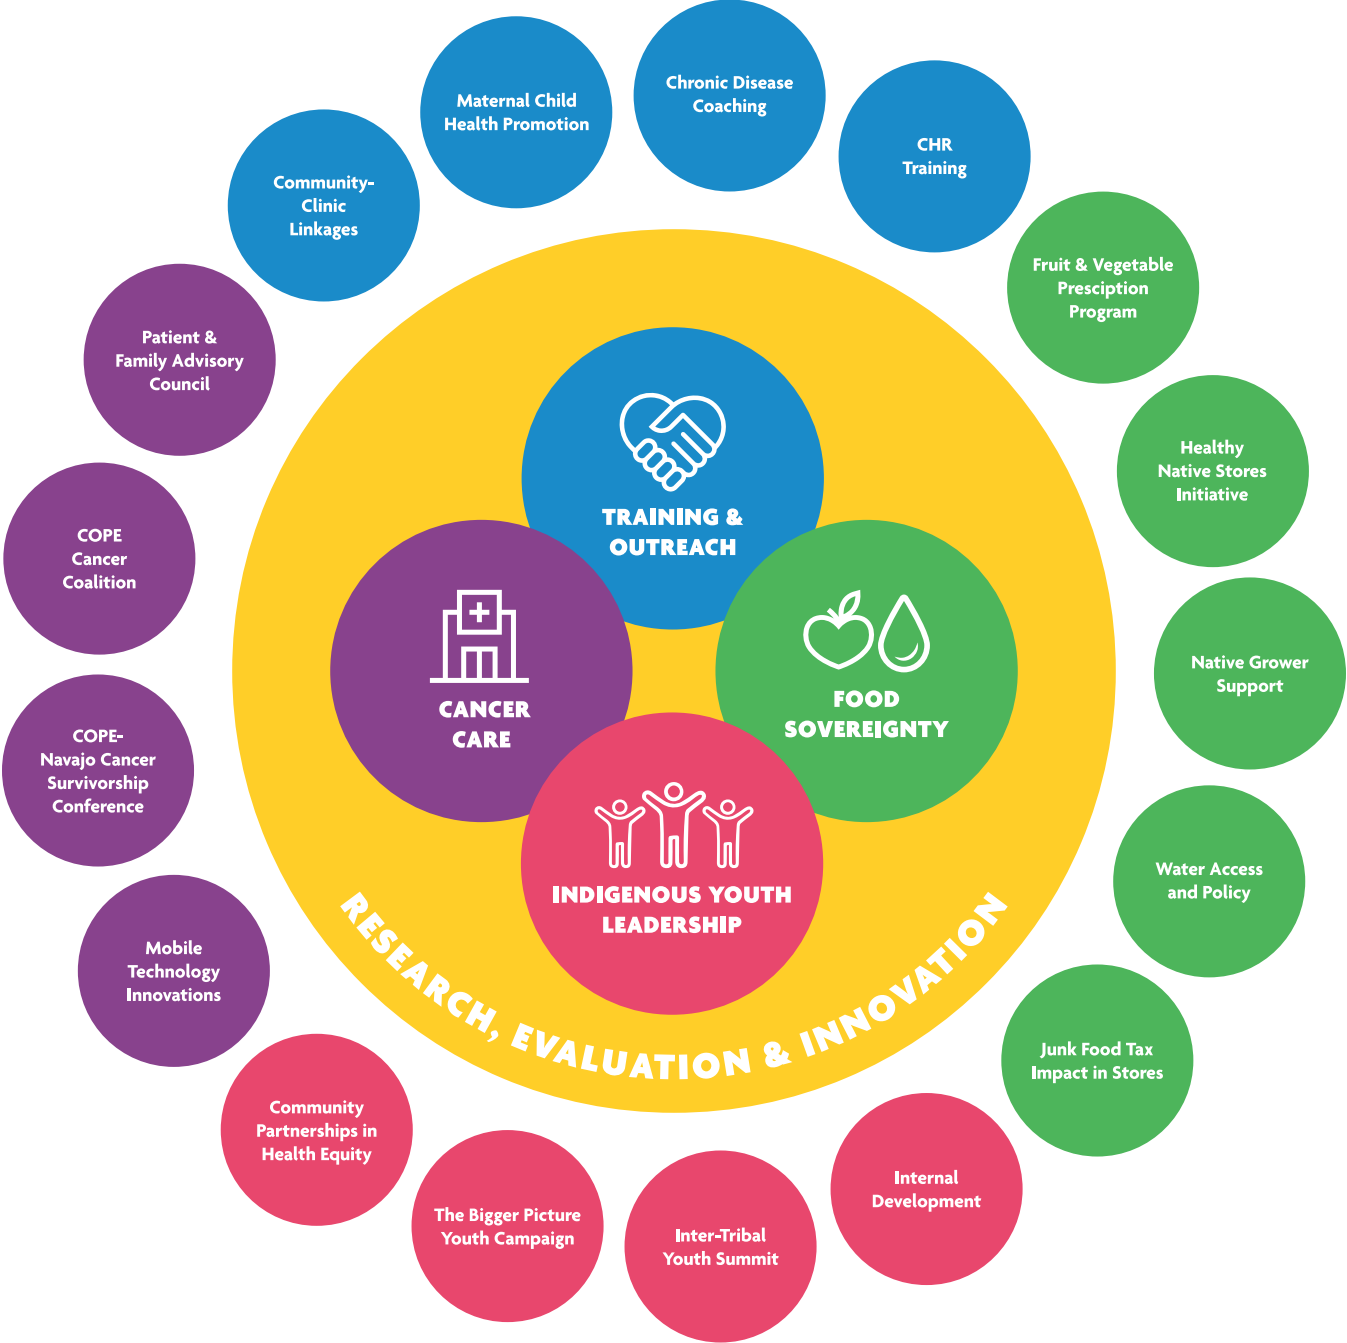 Chronic Disease
Coaching
Maternal Child
Health Promotion
CHR
Training
Community-
Clinic
Linkages
Fruit & Vegetable
Presciption
Program
Patient &
Family Advisory
Council
Healthy
Native Stores
Initiative
COPE
Cancer
Coalition
Native Grower
Support
COPE-
Navajo Cancer
Survivorship
Conference
Water Access
and Policy
Mobile
Technology
Innovations
Junk Food Tax
Impact in Stores
Community
Partnerships in
Health Equity
Internal
Development
The Bigger Picture
Youth Campaign
Inter-Tribal
Youth Summit
TRAINING &
OUTREACH
CANCER
CARE
FOOD
SOVEREIGNTY
INDIGENOUS YOUTH
LEADERSHIP
RESEARCH, EVALUATION & INNOVATION